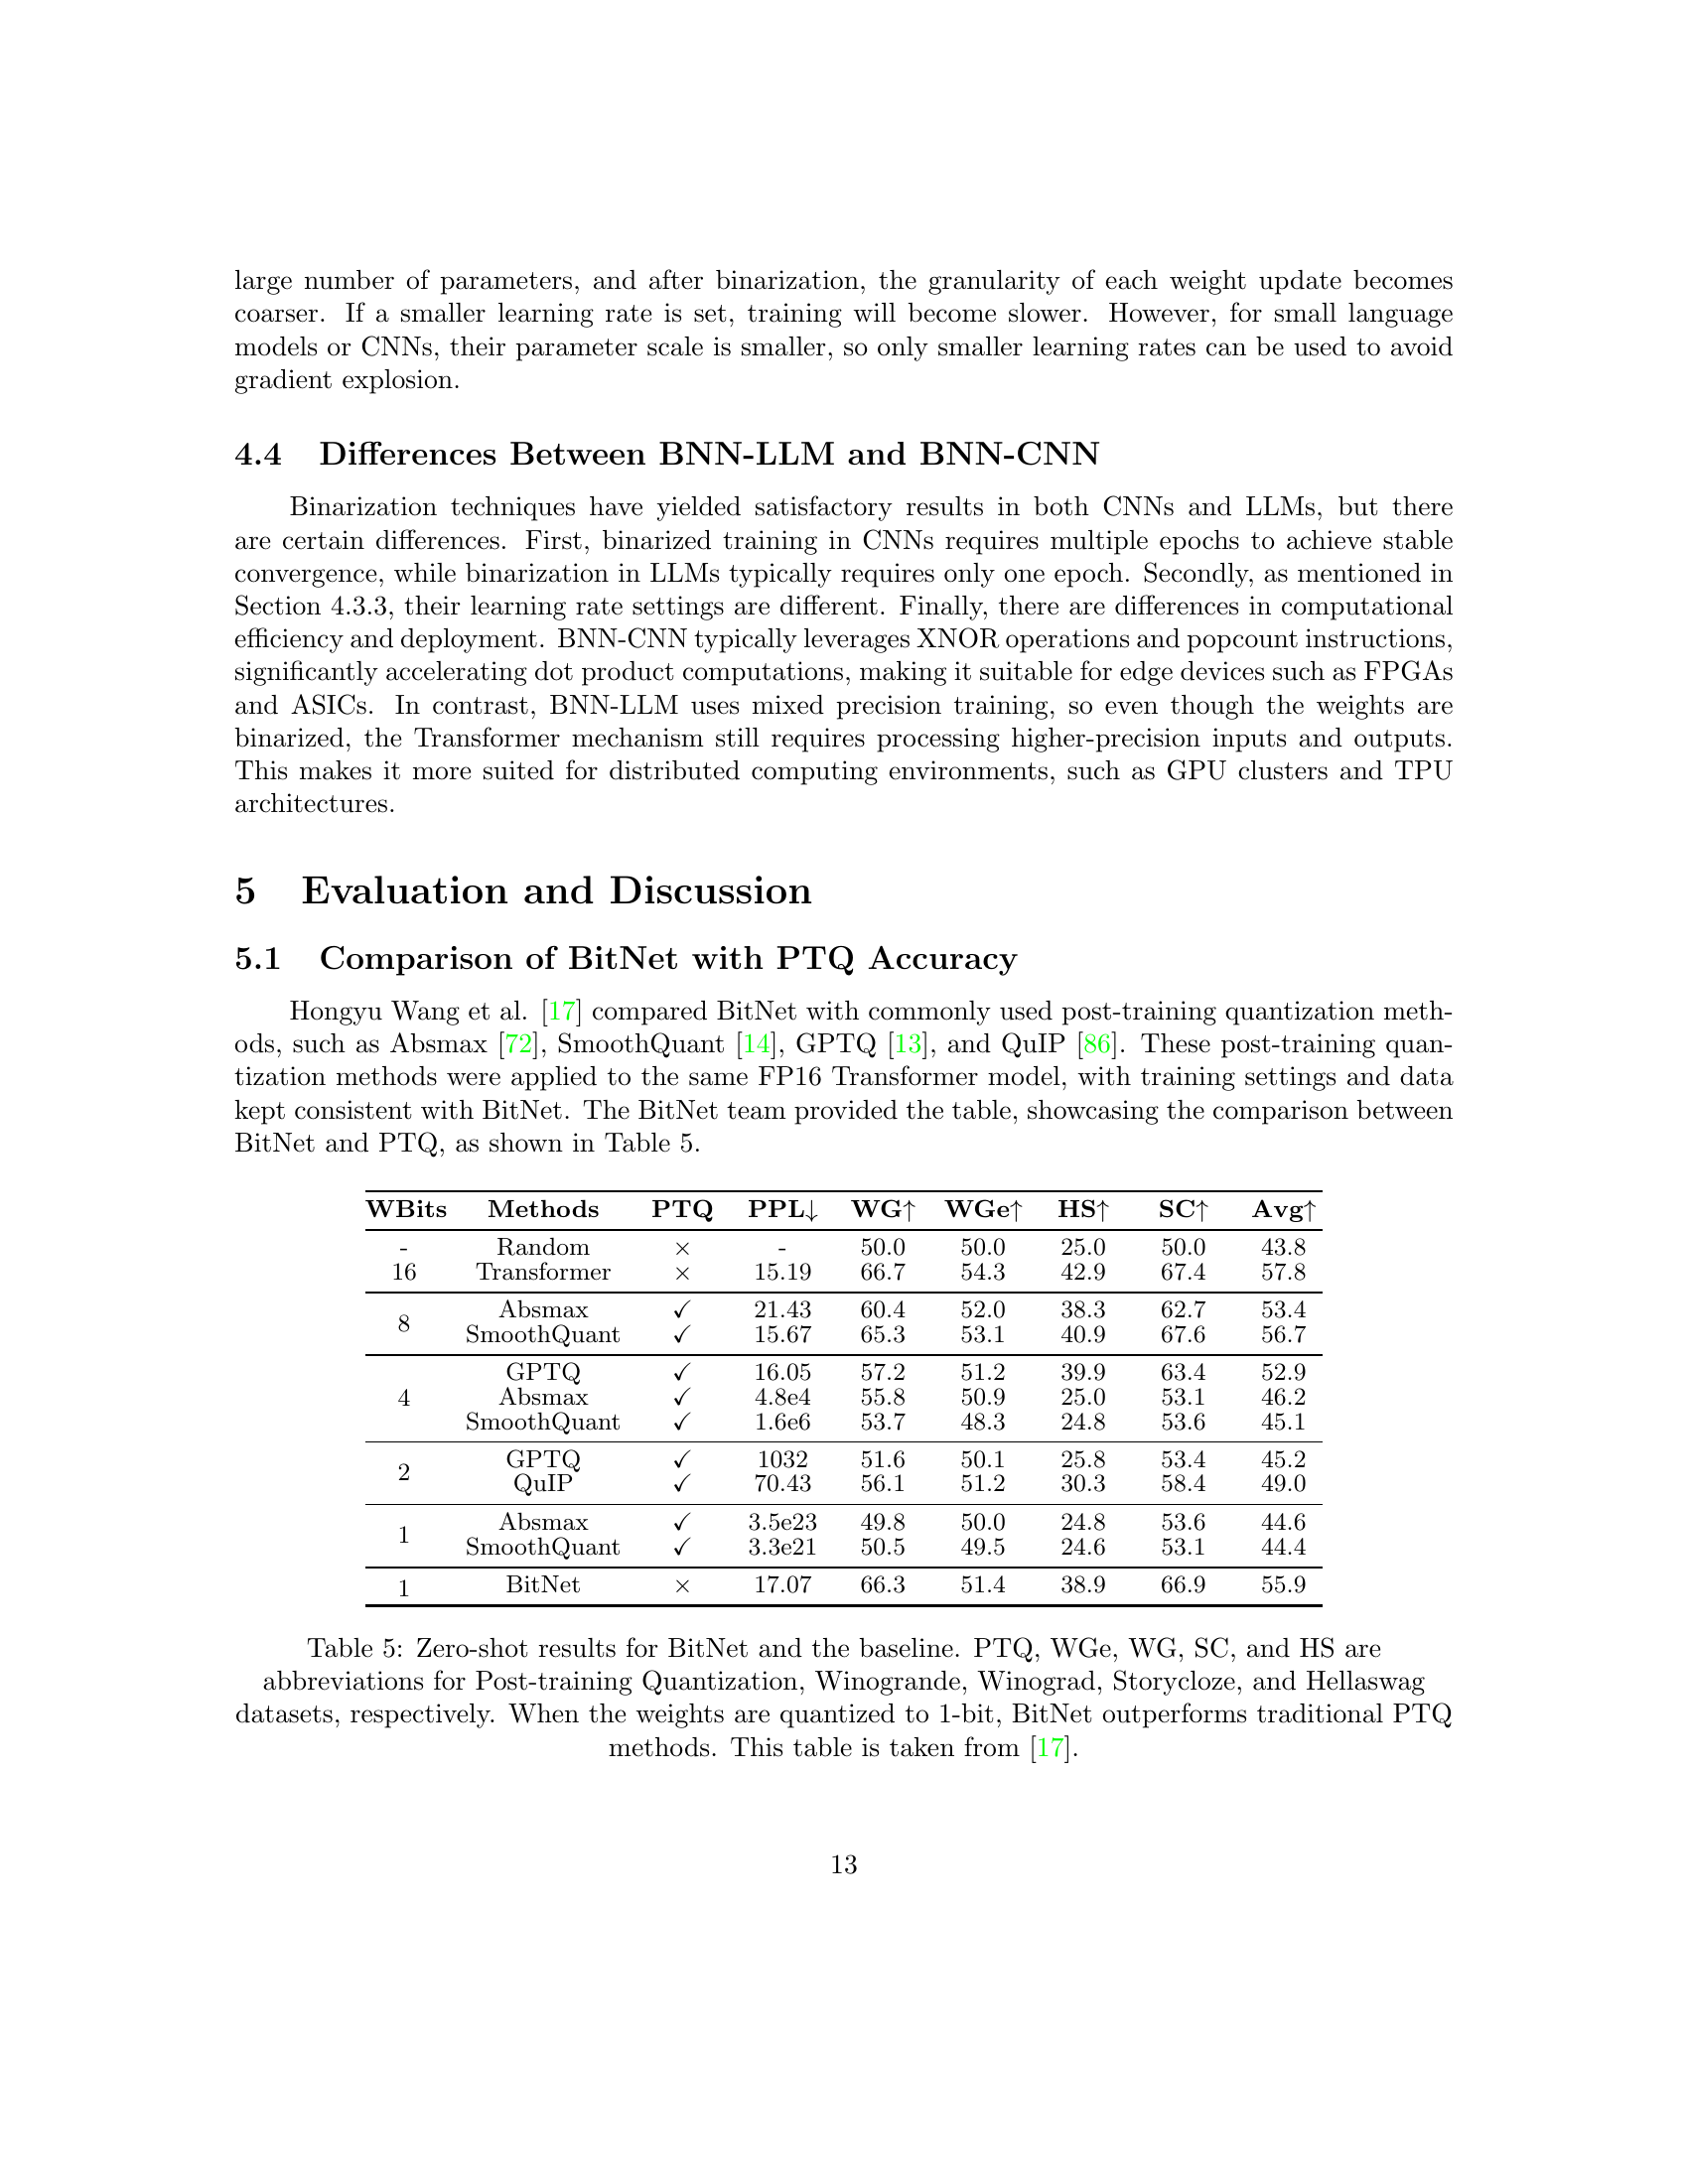 large number of parameters, and after binarization, the granularity of each weight update becomes
coarser. If a smaller learning rate is set, training will become slower. However, for small language
models or CNNs, their parameter scale is smaller, so only smaller learning rates can be used to avoid
gradient explosion.
4.4 Differences Between BNN-LLM and BNN-CNN
Binarization techniques have yielded satisfactory results in both CNNs and LLMs, but there
are certain differences. First, binarized training in CNNs requires multiple epochs to achieve stable
convergence, while binarization in LLMs typically requires only one epoch. Secondly, as mentioned in
Section 4.3.3, their learning rate settings are different. Finally, there are differences in computational
efficiency and deployment. BNN-CNN typically leverages XNOR operations and popcount instructions,
significantly accelerating dot product computations, making it suitable for edge devices such as FPGAs
and ASICs. In contrast, BNN-LLM uses mixed precision training, so even though the weights are
binarized, the Transformer mechanism still requires processing higher-precision inputs and outputs.
This makes it more suited for distributed computing environments, such as GPU clusters and TPU
architectures.
5 Evaluation and Discussion
5.1 Comparison of BitNet with PTQ Accuracy
Hongyu Wang et al. [17] compared BitNet with commonly used post-training quantization meth-
ods, such as Absmax [72], SmoothQuant [14], GPTQ [13], and QuIP [86]. These post-training quan-
tization methods were applied to the same FP16 Transformer model, with training settings and data
kept consistent with BitNet. The BitNet team provided the table, showcasing the comparison between
BitNet and PTQ, as shown in Table 5.
WBits Methods PTQ PPL↓ WG↑ WGe↑ HS↑ SC↑ Avg↑
- Random × - 50.0 50.0 25.0 50.0 43.8
16 Transformer × 15.19 66.7 54.3 42.9 67.4 57.8
8 Absmax ✓ 21.43 60.4 52.0 38.3 62.7 53.4
SmoothQuant ✓ 15.67 65.3 53.1 40.9 67.6 56.7
GPTQ ✓ 16.05 57.2 51.2 39.9 63.4 52.9
4 Absmax ✓ 4.8e4 55.8 50.9 25.0 53.1 46.2
SmoothQuant ✓ 1.6e6 53.7 48.3 24.8 53.6 45.1
2 GPTQ ✓ 1032 51.6 50.1 25.8 53.4 45.2
QuIP ✓ 70.43 56.1 51.2 30.3 58.4 49.0
1 Absmax ✓ 3.5e23 49.8 50.0 24.8 53.6 44.6
SmoothQuant ✓ 3.3e21 50.5 49.5 24.6 53.1 44.4
1 BitNet × 17.07 66.3 51.4 38.9 66.9 55.9
Table 5: Zero-shot results for BitNet and the baseline. PTQ, WGe, WG, SC, and HS are
abbreviations for Post-training Quantization, Winogrande, Winograd, Storycloze, and Hellaswag
datasets, respectively. When the weights are quantized to 1-bit, BitNet outperforms traditional PTQ
methods. This table is taken from [17].
13